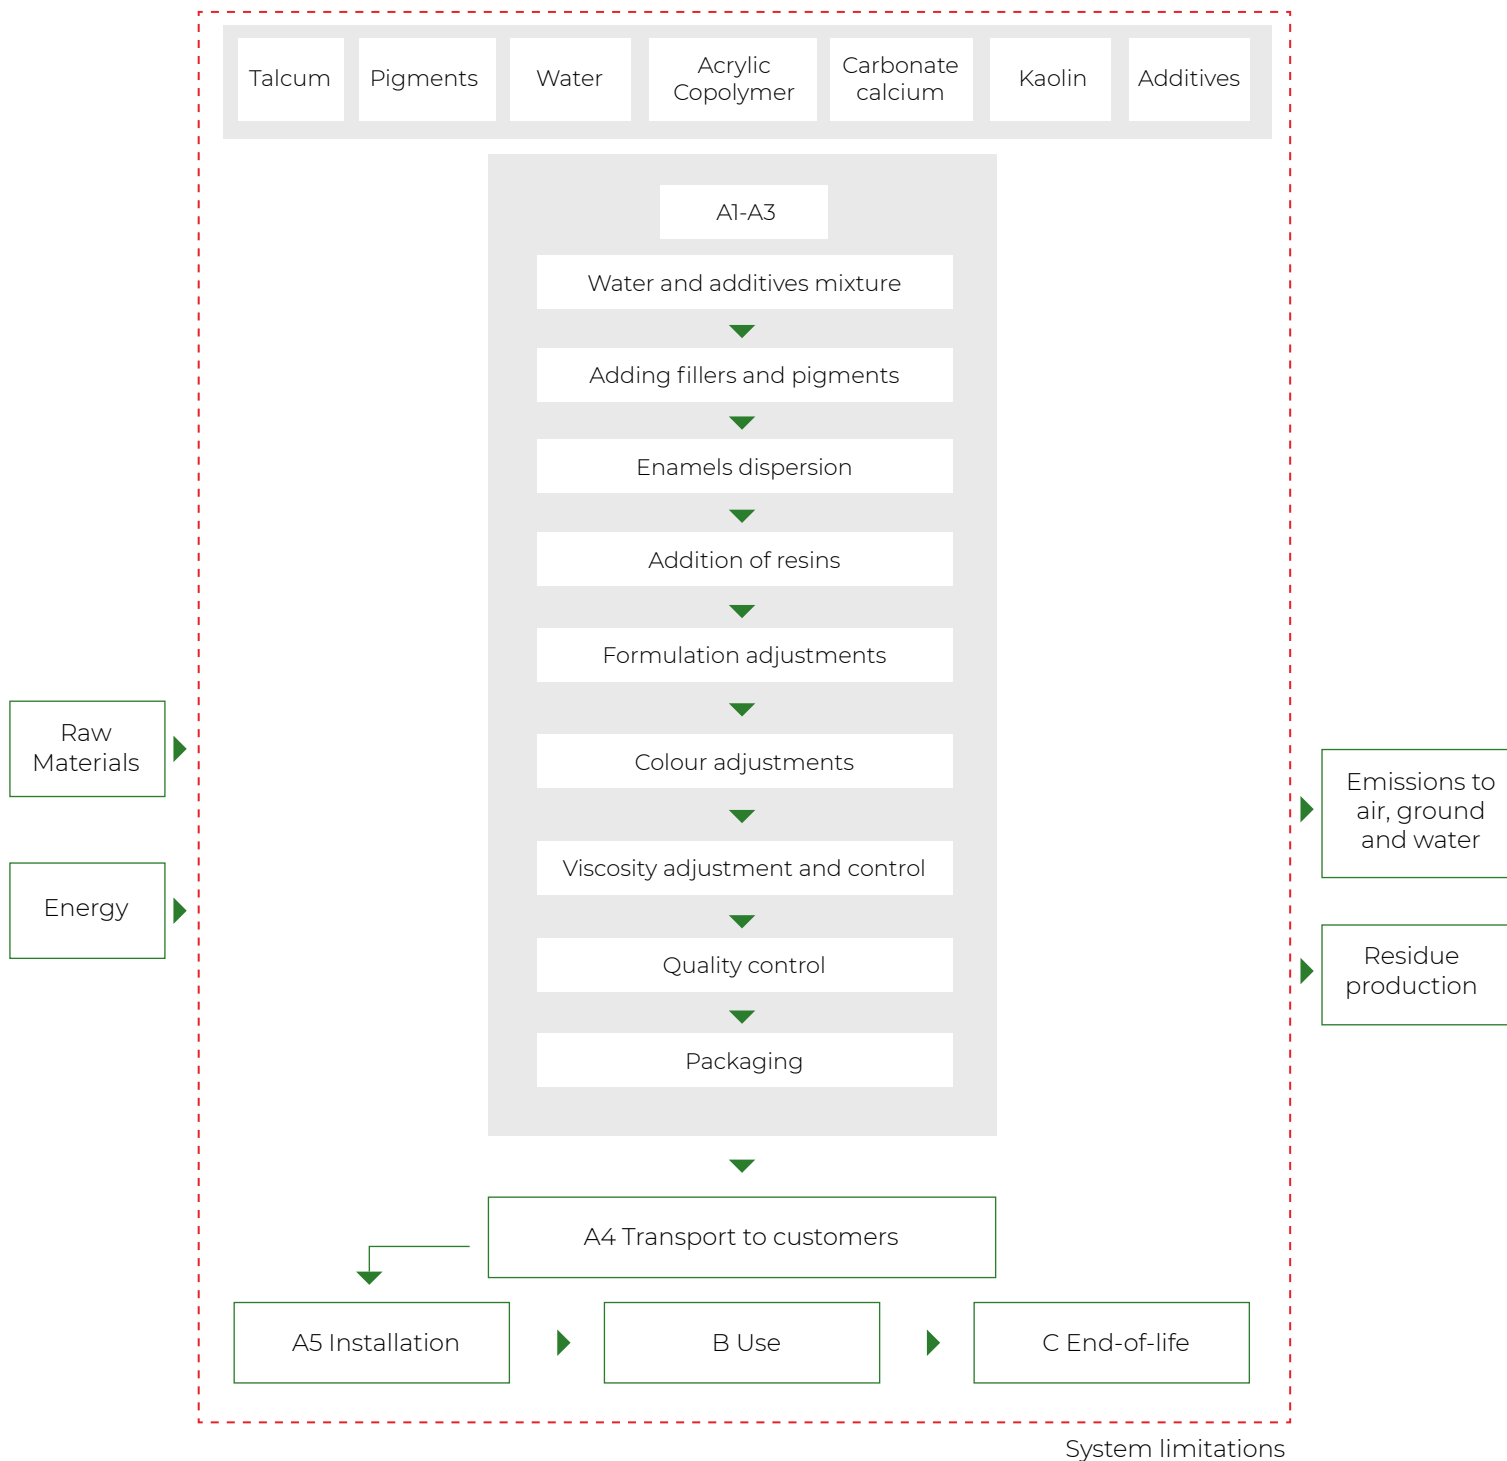 Talcum
Pigments
Water
Acrylic
Copolymer
Carbonate
calcium
Kaolin
Additives
A1-A3
Water and additives mixture
Adding fillers and pigments
Enamels dispersion
Addition of resins
Formulation adjustments
Colour adjustments
Viscosity adjustment and control
Quality control
Packaging
Raw
Materials
Energy
Emissions to
air, ground
and water
Residue
production
A4 Transport to customers
A5 Installation
B Use
C End-of-life
System limitations